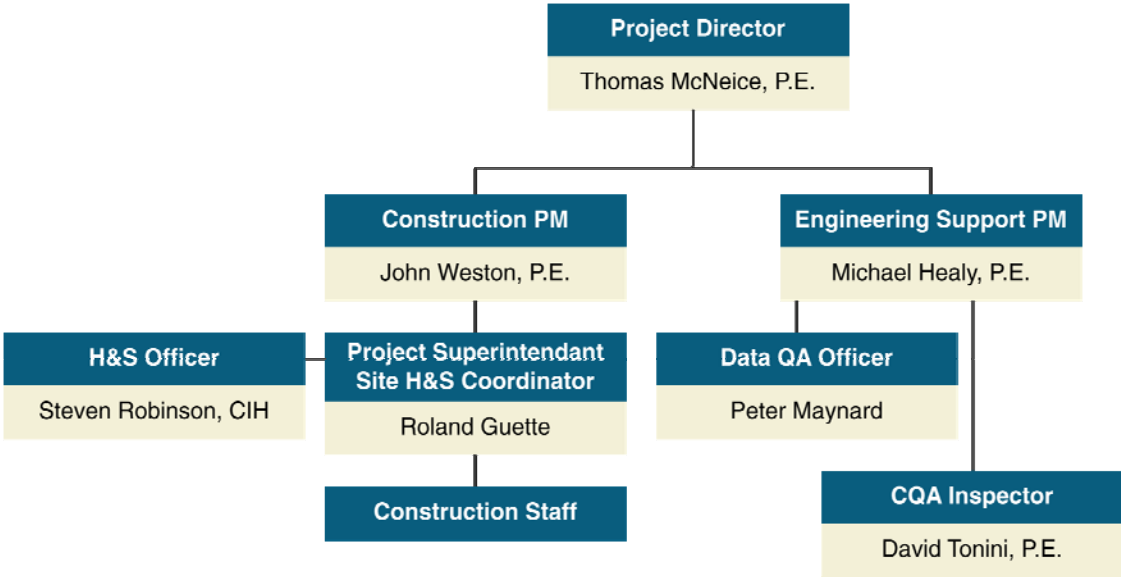 Project Director
Thomas McNeice, P.E.
Construction PM
John Weston, P.E.
Engineering Support PM
Michael Healy, P.E.
H&S Officer
Steven Robinson, CIH
Project Superintendant
Site H&S Coordinator
Roland Guette
Data QA Officer
Peter Maynard
Construction Staff
CQA Inspector
David Tonini, P.E.